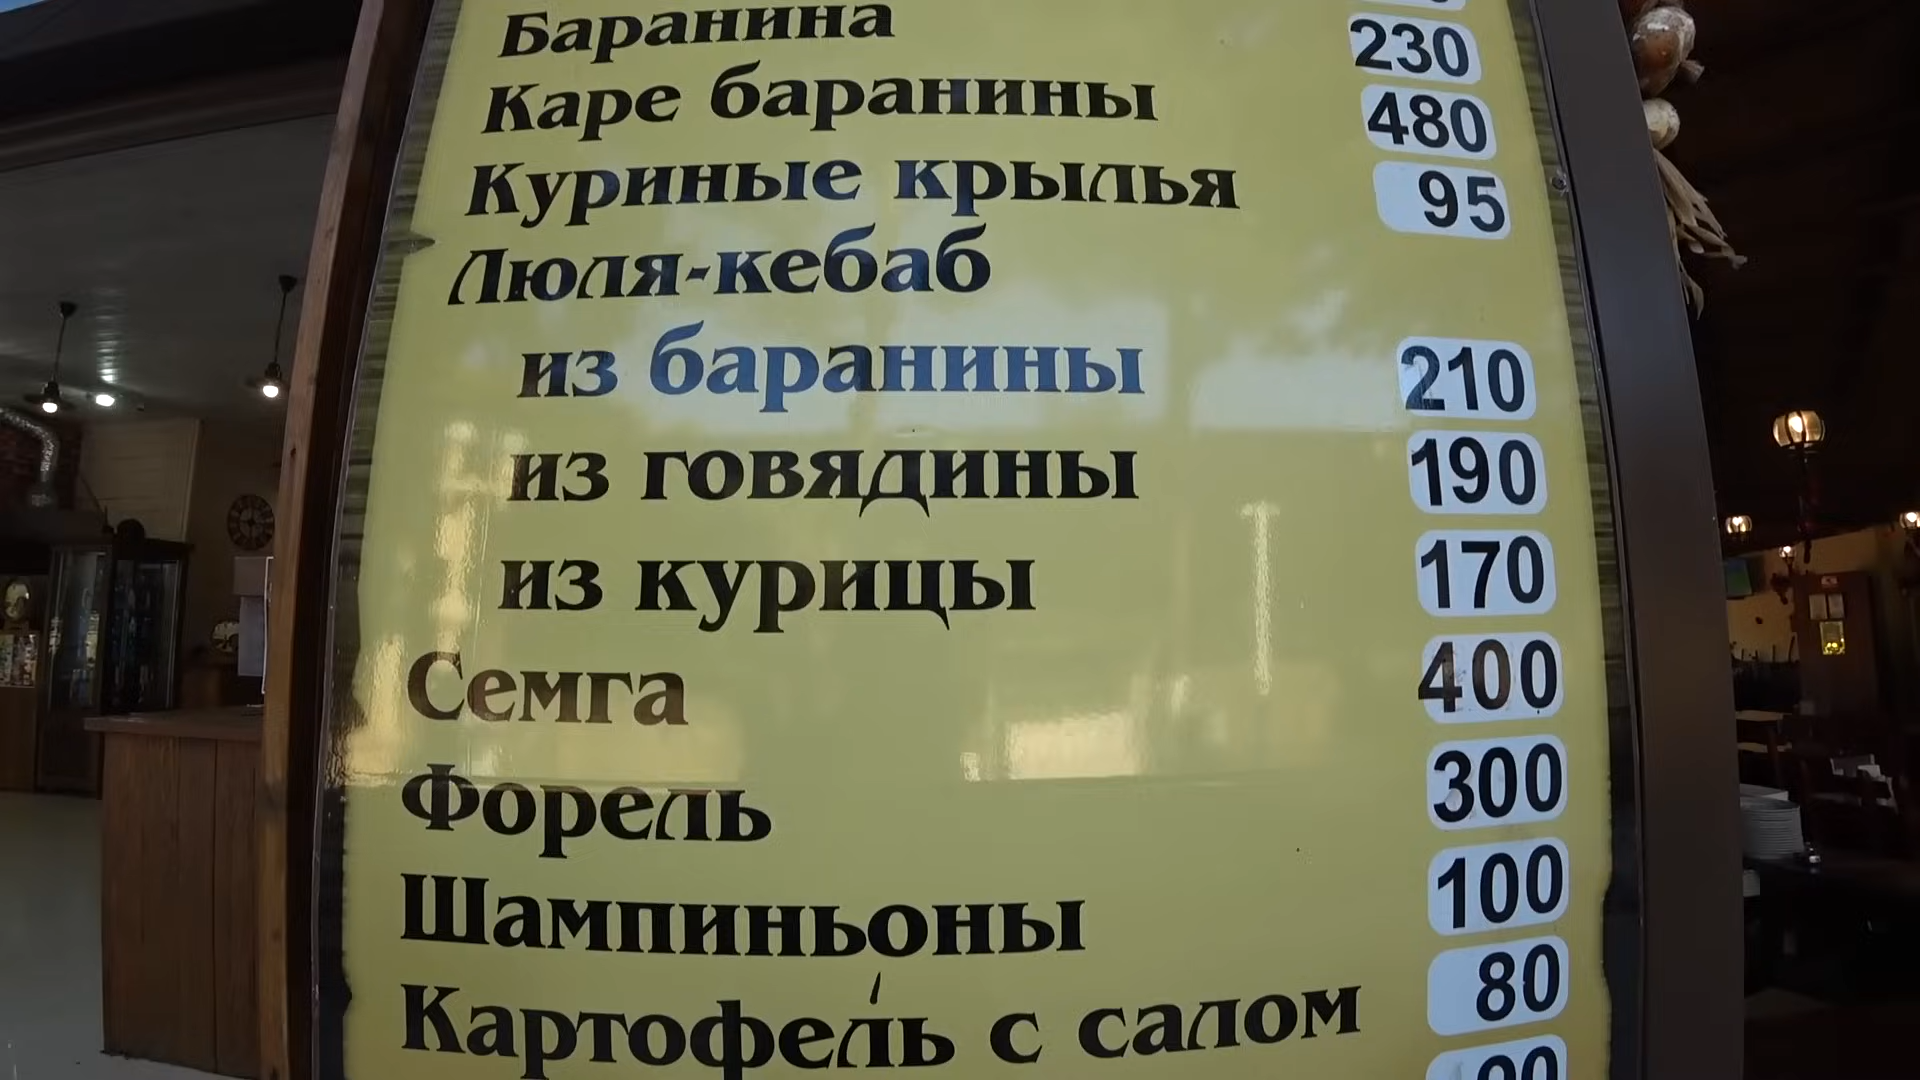 Баранина 230
Каре баранины 480
Куриные крылья 95
Люля-кебаб
из баранины 210
из говядины 190
из курицы 170
Семга 400
Форель 300
Шампиньоны 100
Картофель с салом 80